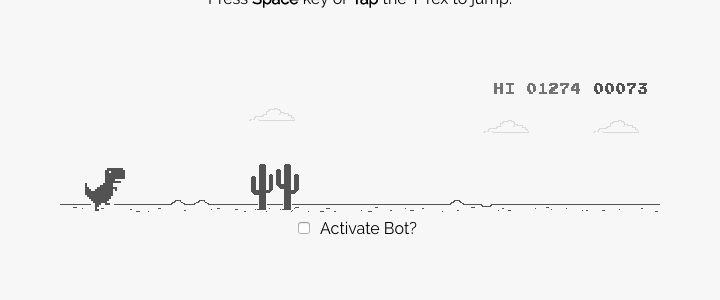 Press Space key or Tap the T-rex to jump.
HI 01274 00073
Activate Bot?